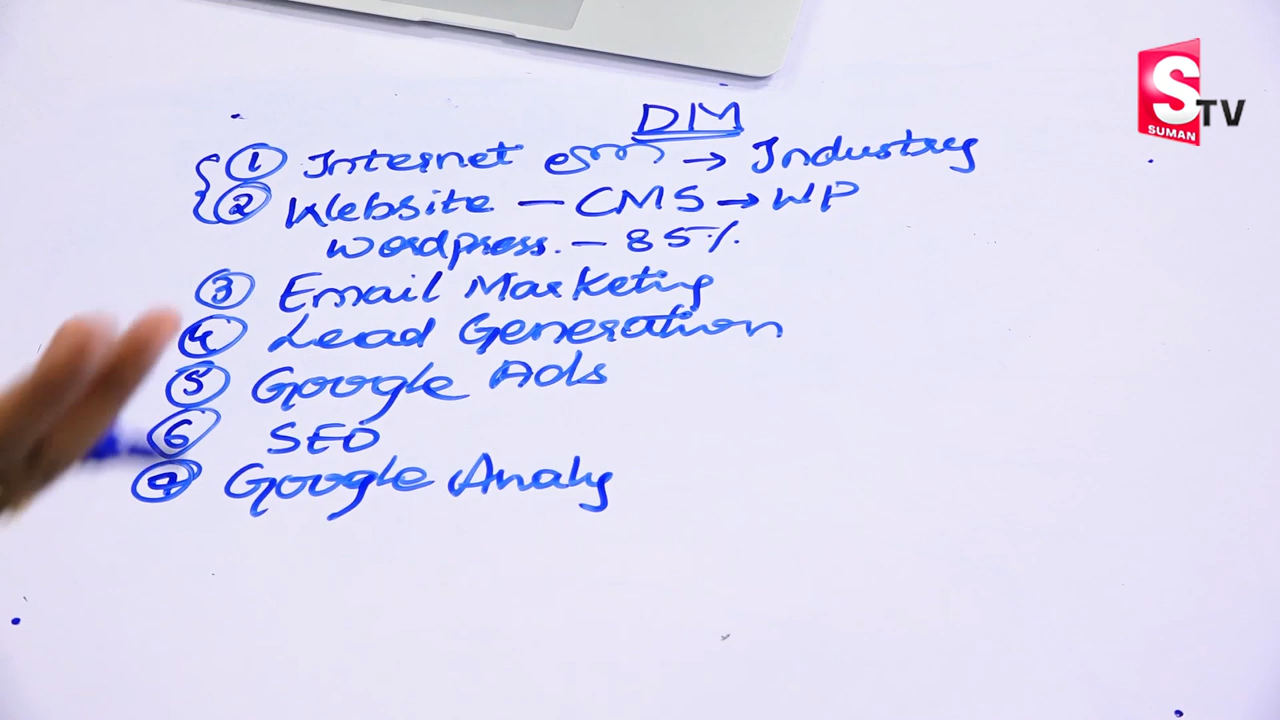 DM
① Internet → Industry
② Website — CMS → WP
Wordpress. — 85%
③ Email Marketing
④ Lead Generation
⑤ Google Ads
⑥ SEO
⑦ Google Analy
S
SUMAN
TV